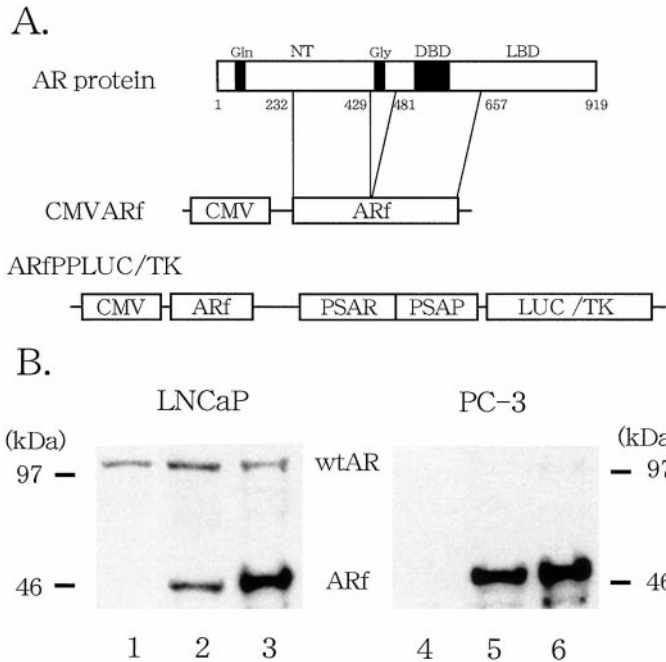 A.
Gln NT Gly DBD LBD
AR protein
1 232 429 481 657 919
CMVARf CMV ARf
ARfPPLUC/TK
CMV ARf PSAR PSAP LUC /TK
B.
LNCaP PC-3
(kDa) (kDa
97 wtAR 97
46 ARf 46
1 2 3 4 5 6